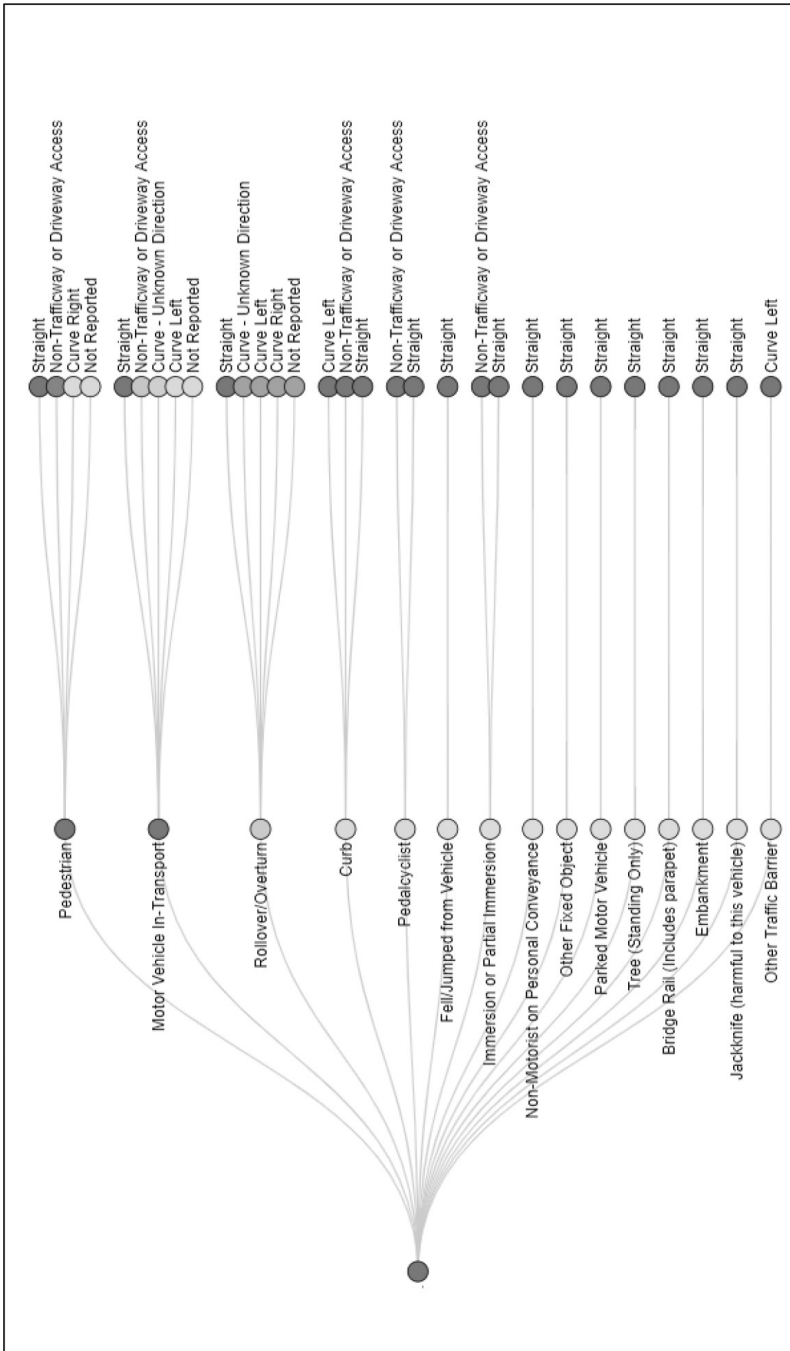 Pedestrian
Straight
Non-Trafficway or Driveway Access
Curve Right
Not Reported
Motor Vehicle In-Transport
Straight
Non-Trafficway or Driveway Access
Curve - Unknown Direction
Curve Left
Not Reported
Rollover/Overturn
Straight
Curve - Unknown Direction
Curve Left
Curve Right
Not Reported
Curb
Curve Left
Non-Trafficway or Driveway Access
Straight
Pedalcyclist
Non-Trafficway or Driveway Access
Straight
Fell/Jumped from Vehicle
Straight
Immersion or Partial Immersion
Non-Trafficway or Driveway Access
Straight
Non-Motorist on Personal Conveyance
Straight
Other Fixed Object
Straight
Parked Motor Vehicle
Straight
Tree (Standing Only)
Straight
Bridge Rail (Includes parapet)
Straight
Embankment
Straight
Jackknife (harmful to this vehicle)
Straight
Other Traffic Barrier
Curve Left